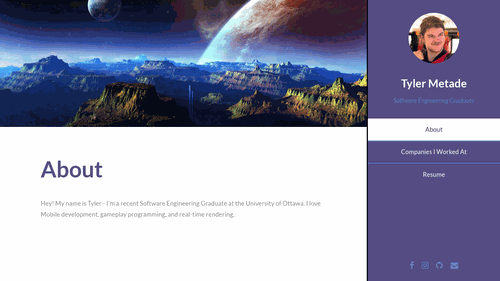 Tyler Metade
Software Engineering Graduate
About
Companies I Worked At
Resume
About
Hey! My name is Tyler - I'm a recent Software Engineering Graduate at the University of Ottawa. I love
Mobile development, gameplay programming, and real-time rendering.